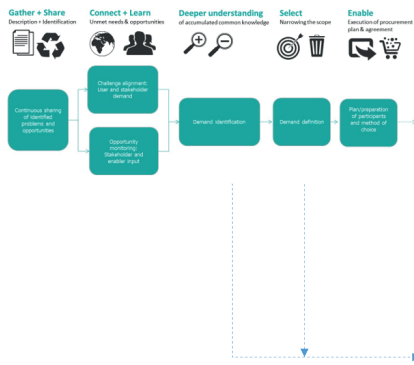 Gather + Share
Description + Identification
Connect + Learn
Unmet needs & opportunities
Deeper understanding
of accumulated common knowledge
Select
Narrowing the scope
Enable
Execution of procurement
plan & agreement
Continuous sharing
of identified
problems and
opportunities
Challenge alignment:
User and stakeholder
demand
Opportunity
monitoring:
Stakeholder and
enabler input
Demand identification
Demand definition
Plan/preparation
of participants
and method of
choice